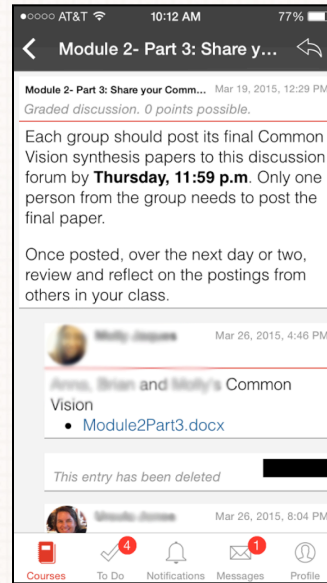 AT&T 10:12 AM 77%
Module 2- Part 3: Share y...
Module 2- Part 3: Share your Comm... Mar 19, 2015, 12:29 PM
Graded discussion. 0 points possible.
Each group should post its final Common
Vision synthesis papers to this discussion
forum by Thursday, 11:59 p.m. Only one
person from the group needs to post the
final paper.
Once posted, over the next day or two,
review and reflect on the postings from
others in your class.
Mar 26, 2015, 4:46 PM
and Common
Vision
• Module2Part3.docx
This entry has been deleted
Mar 26, 2015, 8:04 PM
4 1
Courses To Do Notifications Messages Profile